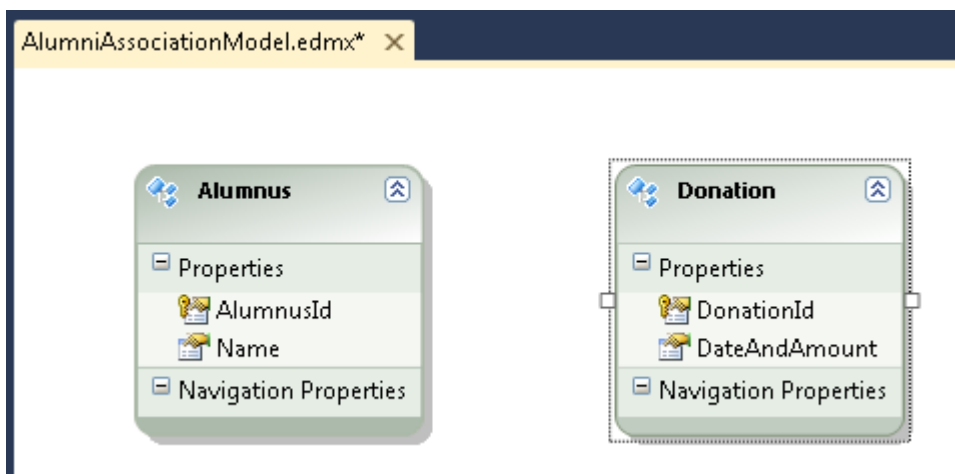 AlumniAssociationModel.edmx*
Alumnus
Properties
AlumnusId
Name
Navigation Properties
Donation
Properties
DonationId
DateAndAmount
Navigation Properties